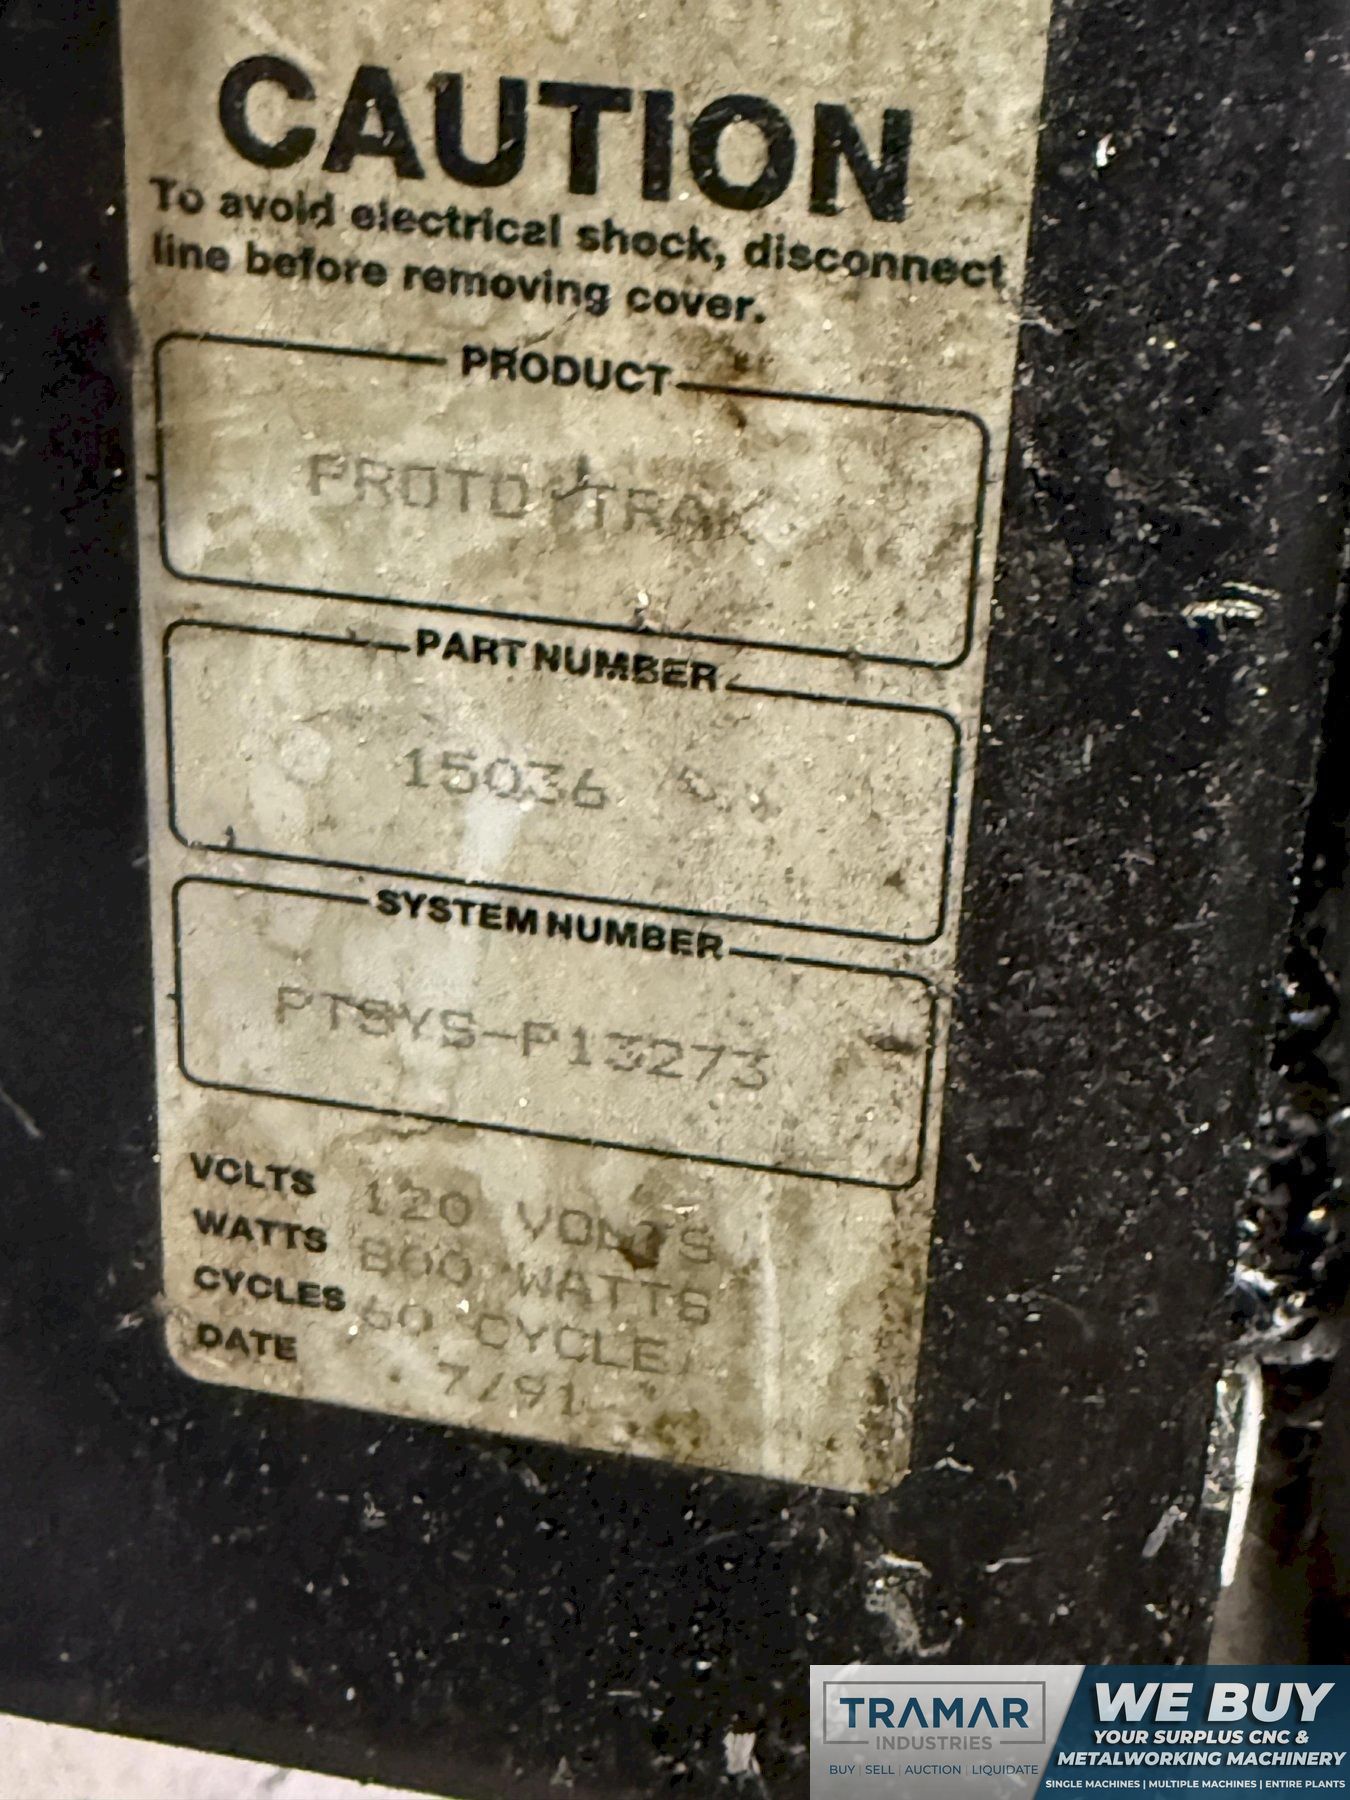 CAUTION
To avoid electrical shock, disconnect
line before removing cover.
PRODUCT
PROTO TRAK
PART NUMBER
15036
SYSTEM NUMBER
PTSYS-P13273
VOLTS 120 VOLTS
WATTS 800 WATTS
CYCLES 60 CYCLE
DATE 7/91
TRAMAR
INDUSTRIES
BUY | SELL | AUCTION | LIQUIDATE
WE BUY
YOUR SURPLUS CNC &
METALWORKING MACHINERY
SINGLE MACHINES | MULTIPLE MACHINES | ENTIRE PLANTS